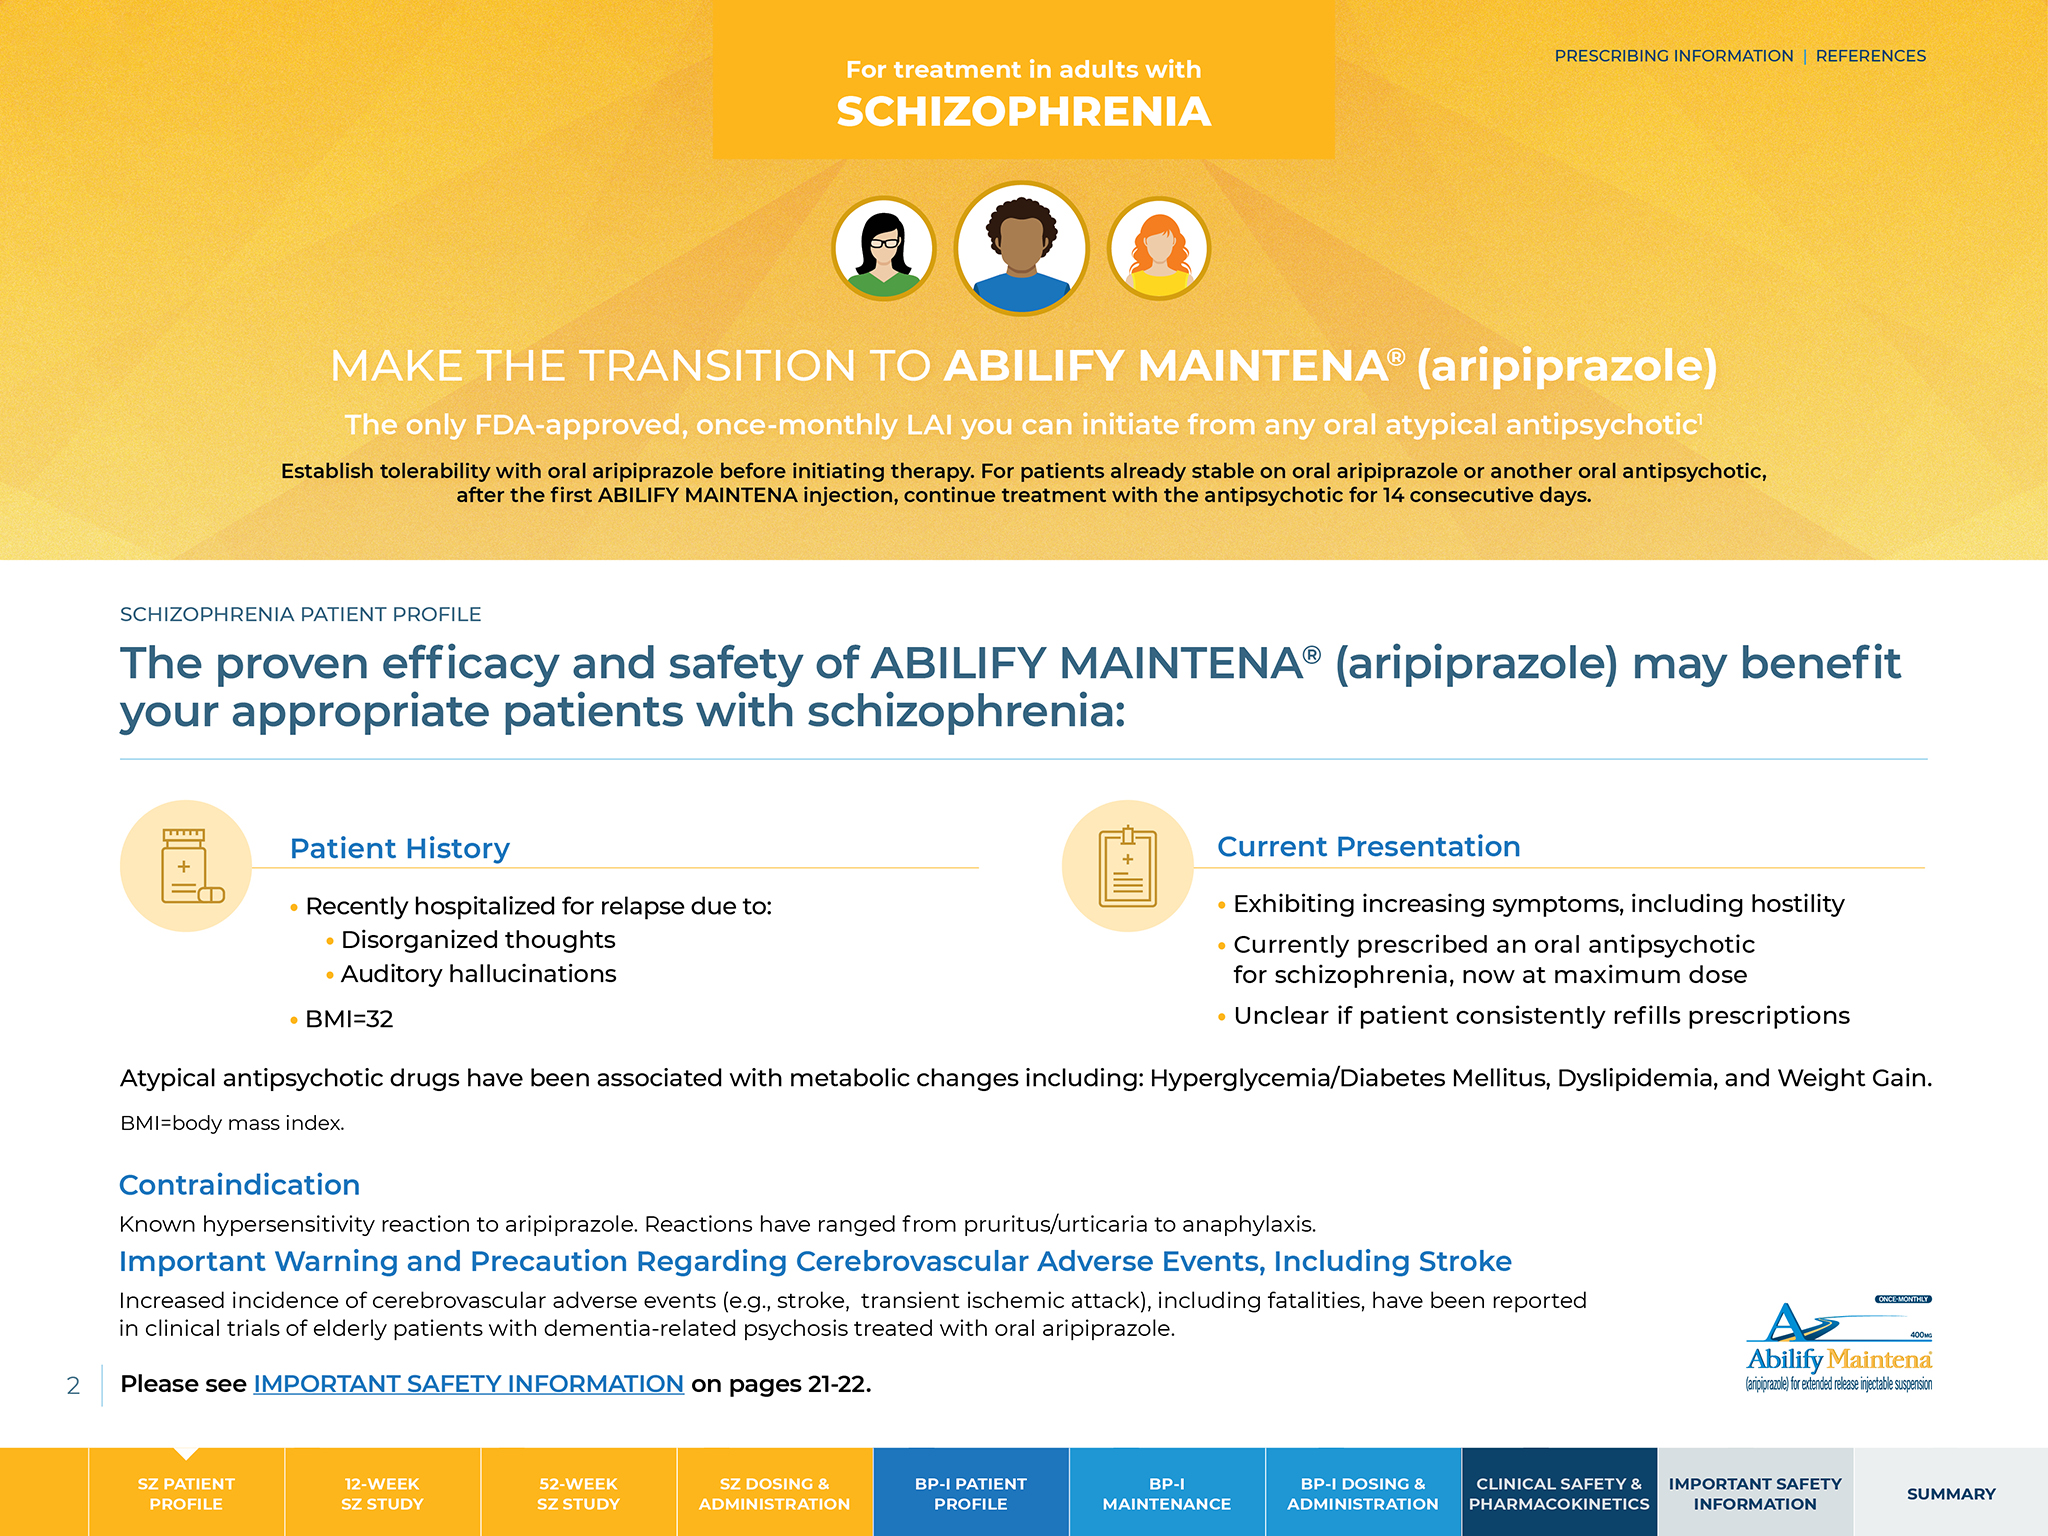 For treatment in adults with
SCHIZOPHRENIA
PRESCRIBING INFORMATION | REFERENCES
MAKE THE TRANSITION TO ABILIFY MAINTENA® (aripiprazole)
The only FDA-approved, once-monthly LAI you can initiate from any oral atypical antipsychotic¹
Establish tolerability with oral aripiprazole before initiating therapy. For patients already stable on oral aripiprazole or another oral antipsychotic,
after the first ABILIFY MAINTENA injection, continue treatment with the antipsychotic for 14 consecutive days.
SCHIZOPHRENIA PATIENT PROFILE
The proven efficacy and safety of ABILIFY MAINTENA® (aripiprazole) may benefit
your appropriate patients with schizophrenia:
Patient History
• Recently hospitalized for relapse due to:
• Disorganized thoughts
• Auditory hallucinations
• BMI=32
Current Presentation
• Exhibiting increasing symptoms, including hostility
• Currently prescribed an oral antipsychotic
for schizophrenia, now at maximum dose
• Unclear if patient consistently refills prescriptions
Atypical antipsychotic drugs have been associated with metabolic changes including: Hyperglycemia/Diabetes Mellitus, Dyslipidemia, and Weight Gain.
BMI=body mass index.
Contraindication
Known hypersensitivity reaction to aripiprazole. Reactions have ranged from pruritus/urticaria to anaphylaxis.
Important Warning and Precaution Regarding Cerebrovascular Adverse Events, Including Stroke
Increased incidence of cerebrovascular adverse events (e.g., stroke, transient ischemic attack), including fatalities, have been reported
in clinical trials of elderly patients with dementia-related psychosis treated with oral aripiprazole.
ONCE-MONTHLY
400MG
Abilify Maintena®
(aripiprazole) for extended release injectable suspension
2
Please see IMPORTANT SAFETY INFORMATION on pages 21-22.
SZ PATIENT
PROFILE
12-WEEK
SZ STUDY
52-WEEK
SZ STUDY
SZ DOSING &
ADMINISTRATION
BP-I PATIENT
PROFILE
BP-I
MAINTENANCE
BP-I DOSING &
ADMINISTRATION
CLINICAL SAFETY &
PHARMACOKINETICS
IMPORTANT SAFETY
INFORMATION
SUMMARY